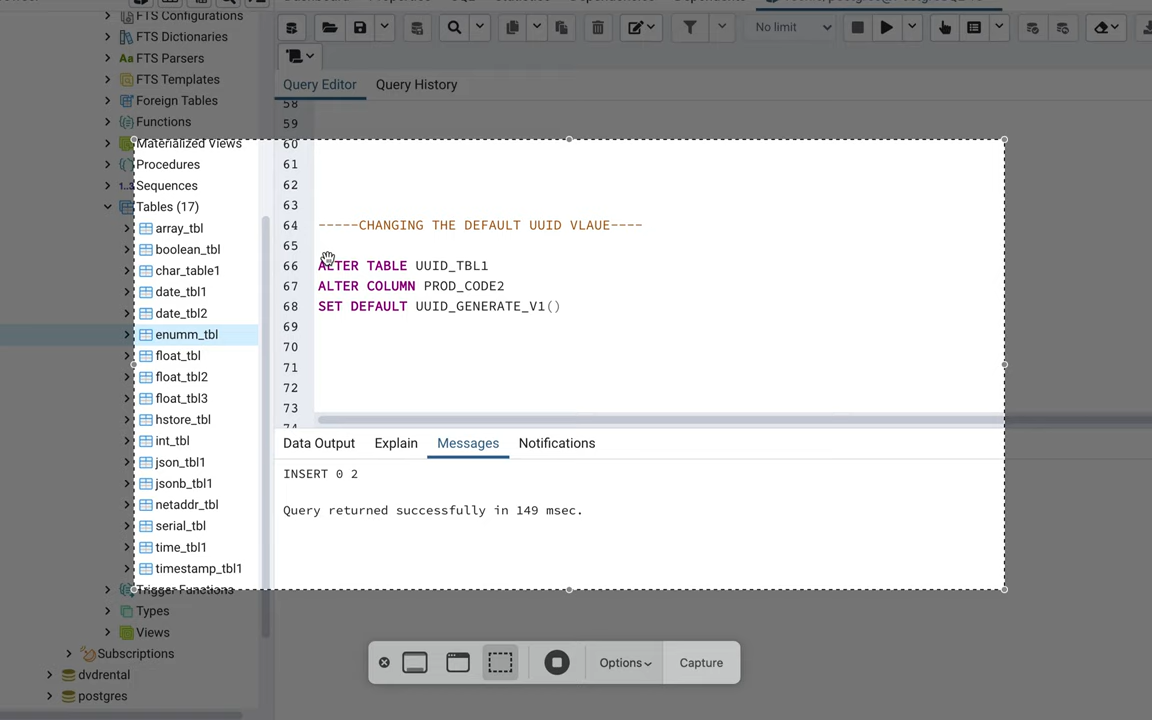 FTS Configurations
FTS Dictionaries
Aa FTS Parsers
FTS Templates
Foreign Tables
Functions
Materialized Views
Procedures
1..3 Sequences
Tables (17)
array_tbl
boolean_tbl
char_table1
date_tbl1
date_tbl2
enumm_tbl
float_tbl
float_tbl2
float_tbl3
hstore_tbl
int_tbl
json_tbl1
jsonb_tbl1
netaddr_tbl
serial_tbl
time_tbl1
timestamp_tbl1
Trigger Functions
Types
Views
Subscriptions
dvdrental
postgres
No limit
Query Editor Query History
58
59
60
61
62
63
64 -----CHANGING THE DEFAULT UUID VLAUE----
65
66 ALTER TABLE UUID_TBL1
67 ALTER COLUMN PROD_CODE2
68 SET DEFAULT UUID_GENERATE_V1()
69
70
71
72
73
74
Data Output Explain Messages Notifications
INSERT 0 2
Query returned successfully in 149 msec.
Options Capture